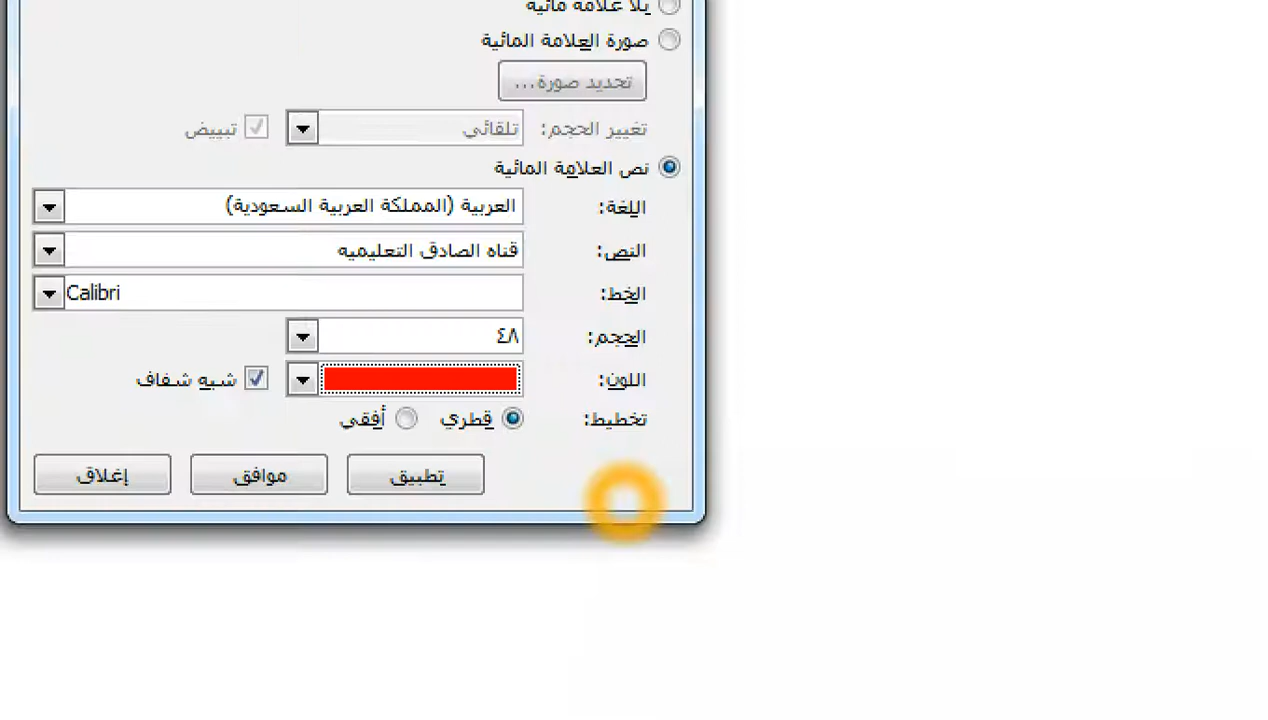 بلا علامة مائية
صورة العلامة المائية
تحديد صورة...
تغيير الحجم: تلقائي تبييض
نص العلامة المائية
اللغة: العربية (المملكة العربية السعودية)
النص: قناه الصادق التعليميه
الخط: Calibri
الحجم: ٤٨
اللون: شبه شفاف
تخطيط: قطري أفقي
تطبيق موافق إغلاق